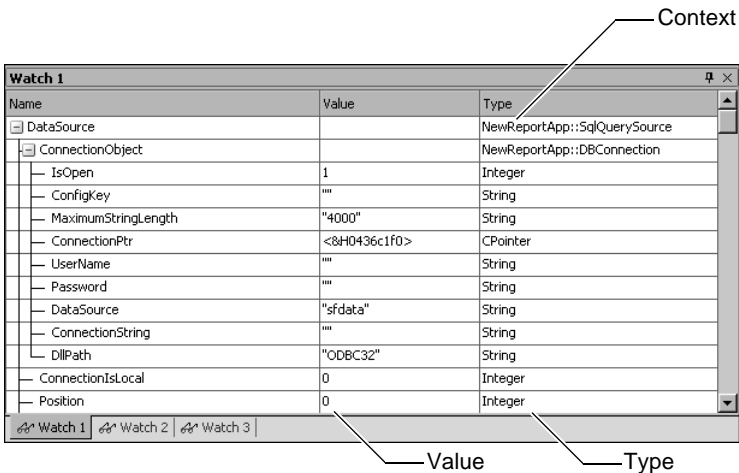 Context
Watch 1
Name Value Type
DataSource NewReportApp::SqlQuerySource
ConnectionObject NewReportApp::DBConnection
IsOpen 1 Integer
ConfigKey "" String
MaximumStringLength "4000" String
ConnectionPtr <&H0436c1f0> CPointer
UserName "" String
Password "" String
DataSource "sfdata" String
ConnectionString "" String
DllPath "ODBC32" String
ConnectionIsLocal 0 Integer
Position 0 Integer
Watch 1 Watch 2 Watch 3
Value Type